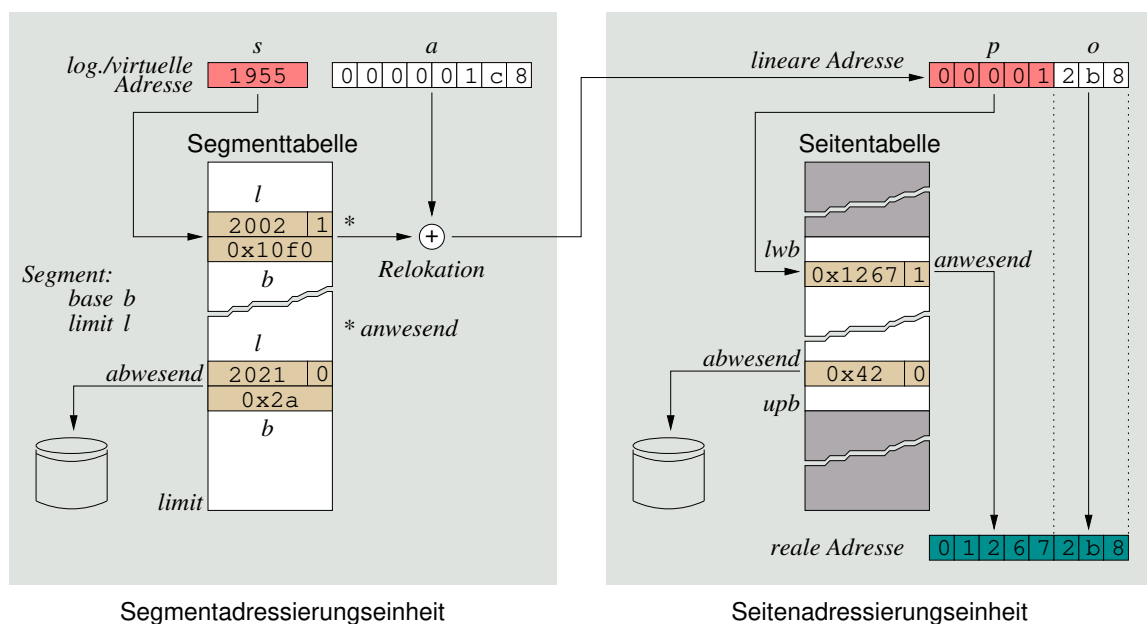 s a
log./virtuelle Adresse
1955 0 0 0 0 0 1 c 8
Segmenttabelle
l
2002 1 *
0x10f0
Relokation
b
Segment:
base b
limit l
* anwesend
l
abwesend 2021 0
0x2a
b
limit
Segmentadressierungseinheit
p o
lineare Adresse 0 0 0 0 1 2 b 8
Seitentabelle
lwb
anwesend
0x1267 1
abwesend
0x42 0
upb
reale Adresse 0 1 2 6 7 2 b 8
Seitenadressierungseinheit